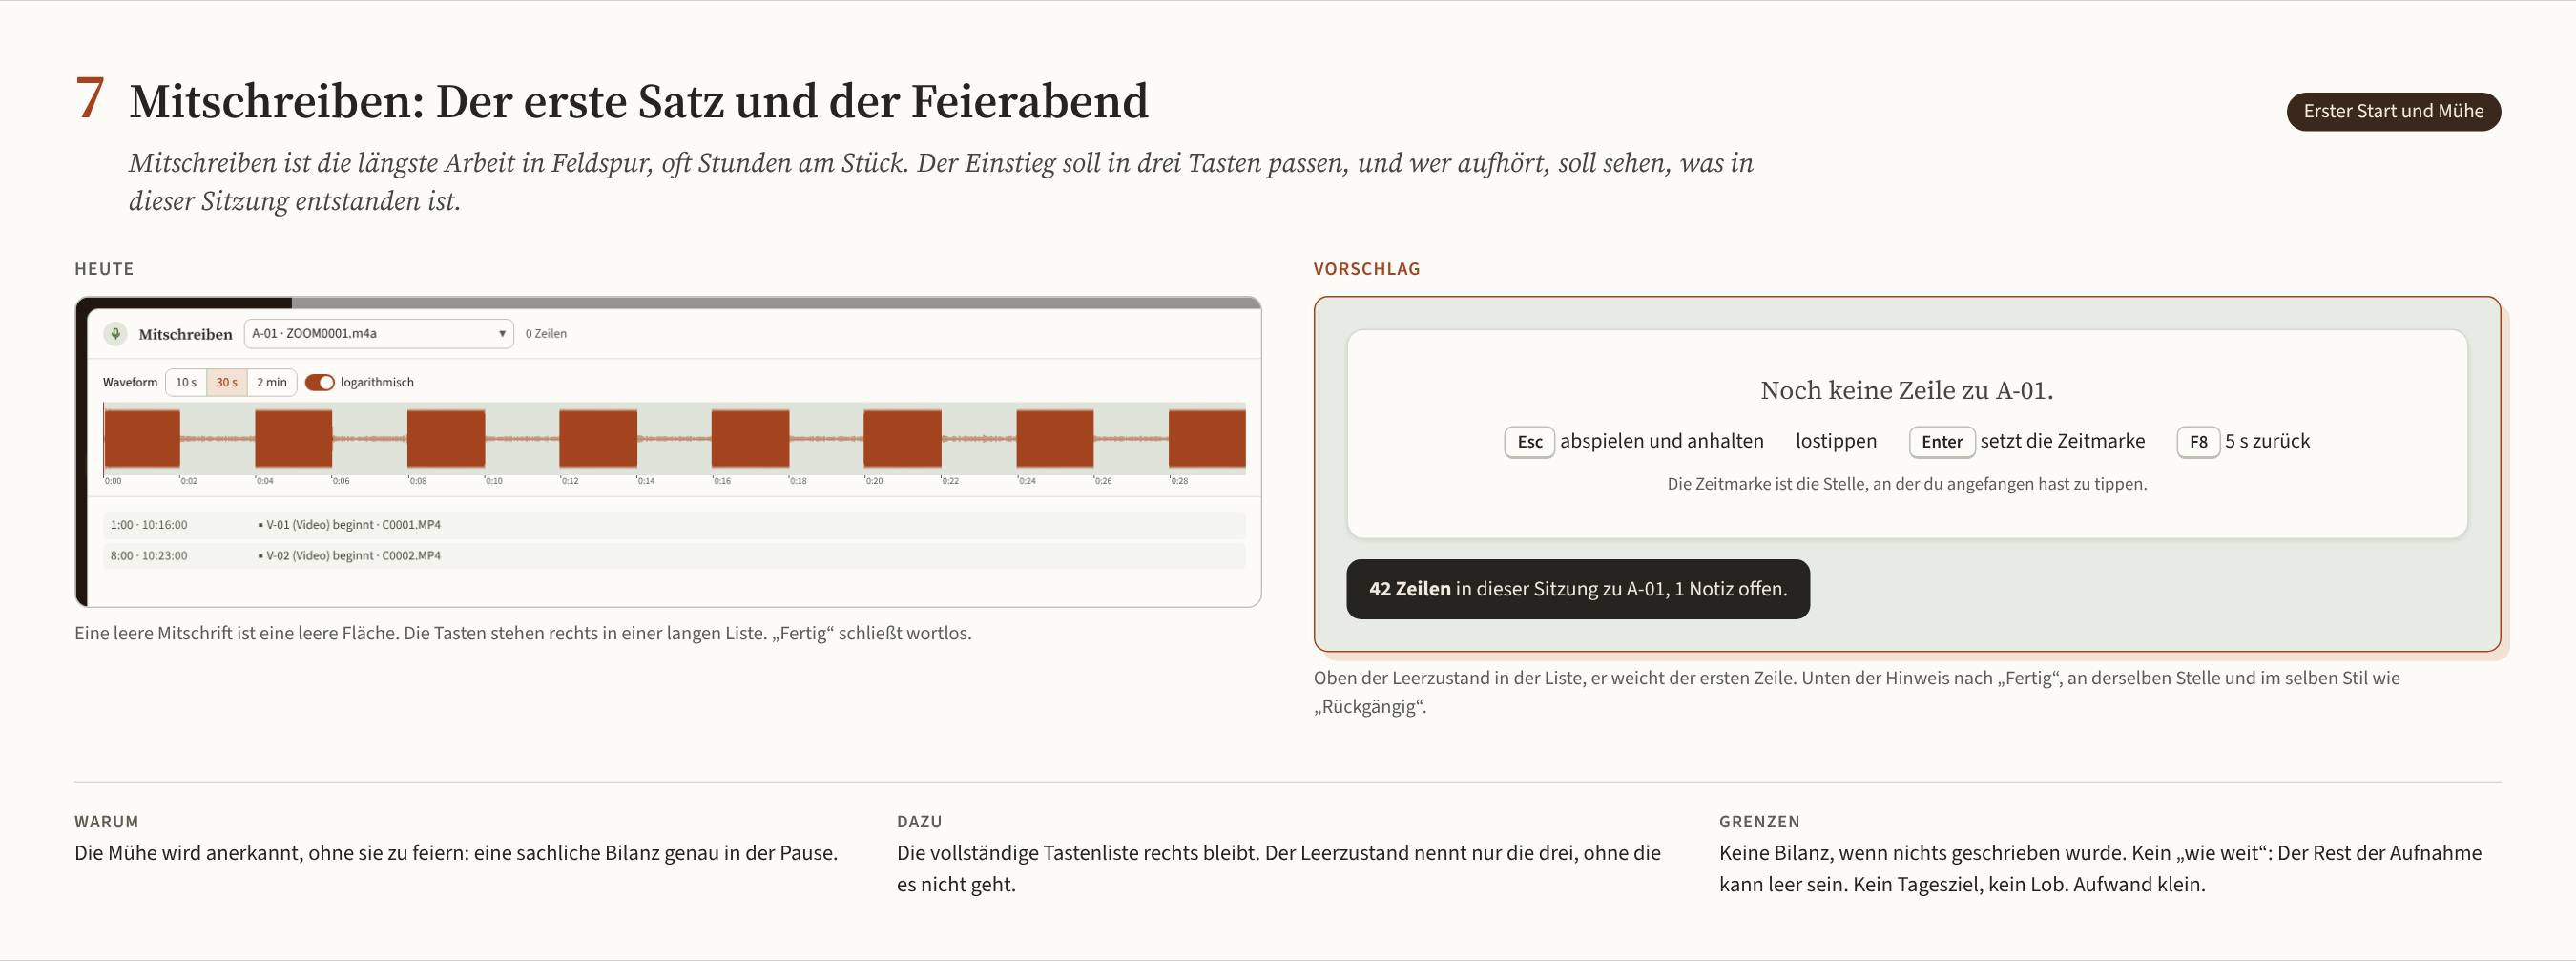 7 Mitschreiben: Der erste Satz und der Feierabend
Erster Start und Mühe
Mitschreiben ist die längste Arbeit in Feldspur, oft Stunden am Stück. Der Einstieg soll in drei Tasten passen, und wer aufhört, soll sehen, was in
dieser Sitzung entstanden ist.
HEUTE
Mitschreiben A-01 · ZOOM0001.m4a ▾ 0 Zeilen
Waveform 10 s 30 s 2 min logarithmisch
0:00 0:02 0:04 0:06 0:08 0:10 0:12 0:14 0:16 0:18 0:20 0:22 0:24 0:26 0:28
1:00 · 10:16:00 ▪ V-01 (Video) beginnt · C0001.MP4
8:00 · 10:23:00 ▪ V-02 (Video) beginnt · C0002.MP4
Eine leere Mitschrift ist eine leere Fläche. Die Tasten stehen rechts in einer langen Liste. „Fertig“ schließt wortlos.
VORSCHLAG
Noch keine Zeile zu A-01.
Esc abspielen und anhalten lostippen Enter setzt die Zeitmarke F8 5 s zurück
Die Zeitmarke ist die Stelle, an der du angefangen hast zu tippen.
42 Zeilen in dieser Sitzung zu A-01, 1 Notiz offen.
Oben der Leerzustand in der Liste, er weicht der ersten Zeile. Unten der Hinweis nach „Fertig“, an derselben Stelle und im selben Stil wie
„Rückgängig“.
WARUM
Die Mühe wird anerkannt, ohne sie zu feiern: eine sachliche Bilanz genau in der Pause.
DAZU
Die vollständige Tastenliste rechts bleibt. Der Leerzustand nennt nur die drei, ohne die
es nicht geht.
GRENZEN
Keine Bilanz, wenn nichts geschrieben wurde. Kein „wie weit“: Der Rest der Aufnahme
kann leer sein. Kein Tagesziel, kein Lob. Aufwand klein.